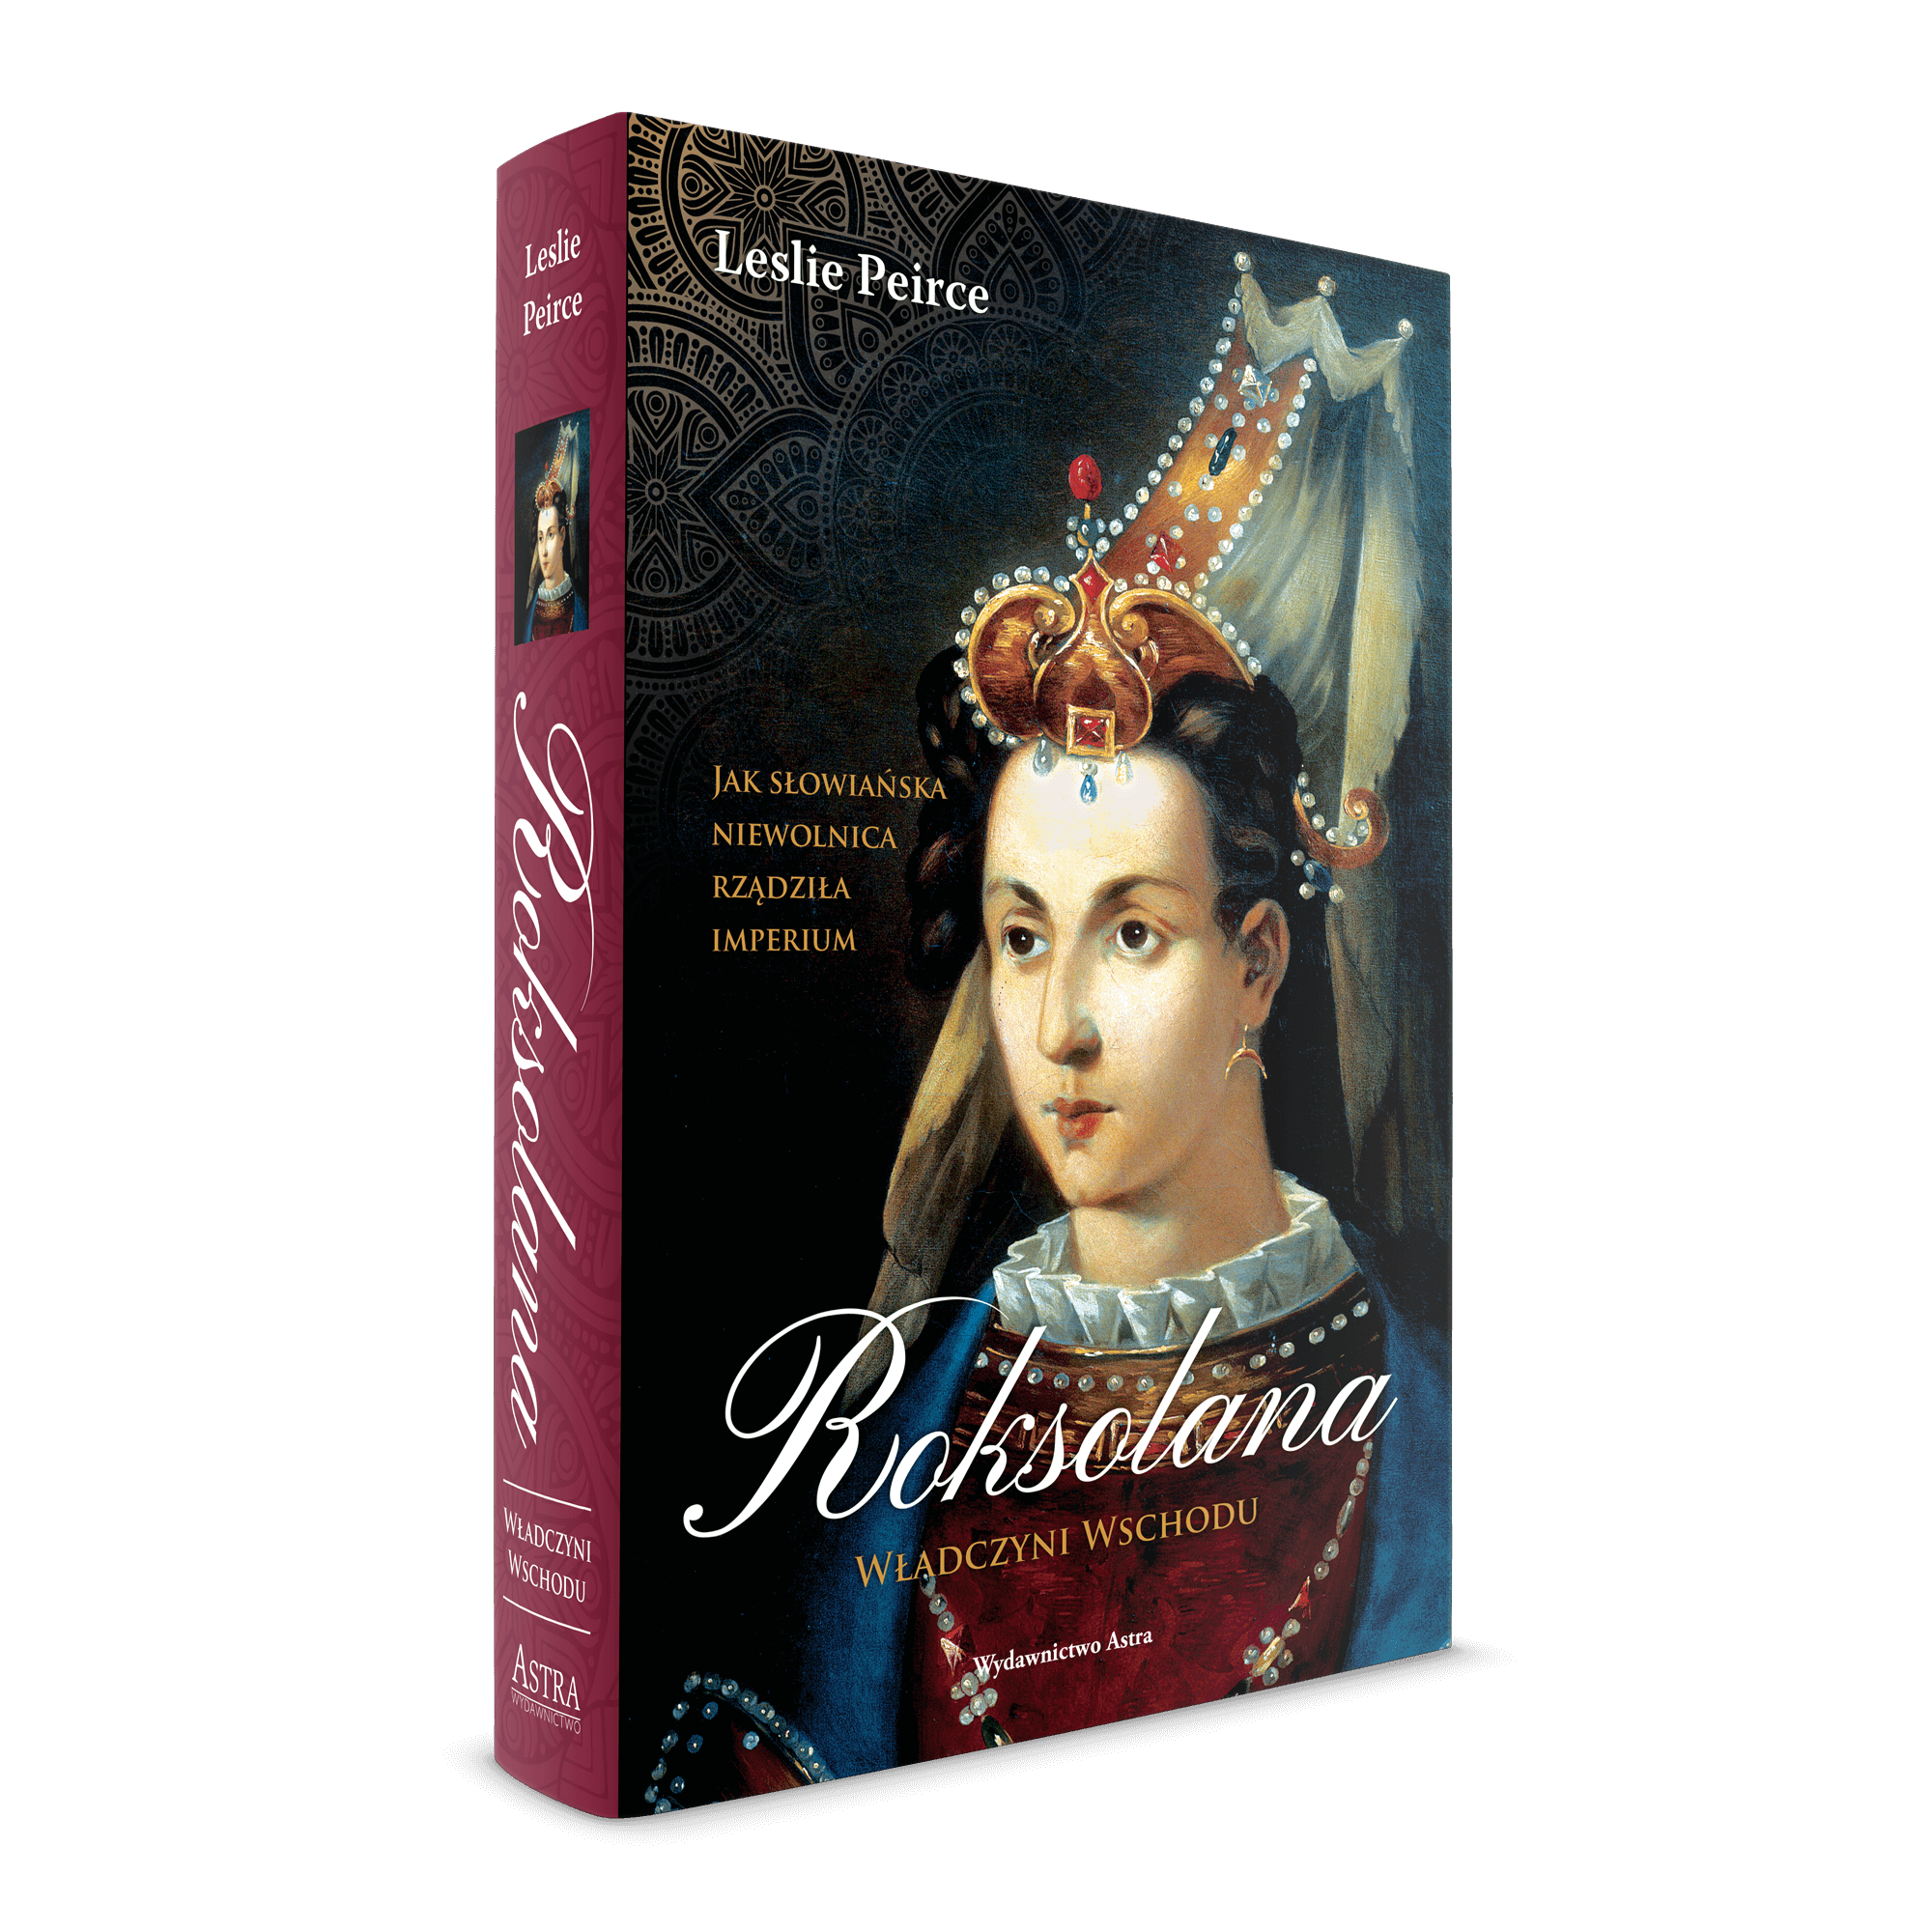 Leslie
Peirce
Roksolana
Władczyni
Wschodu
Astra
Wydawnictwo
Leslie Peirce
Jak słowiańska
niewolnica
rządziła
imperium
Roksolana
Władczyni Wschodu
Wydawnictwo Astra